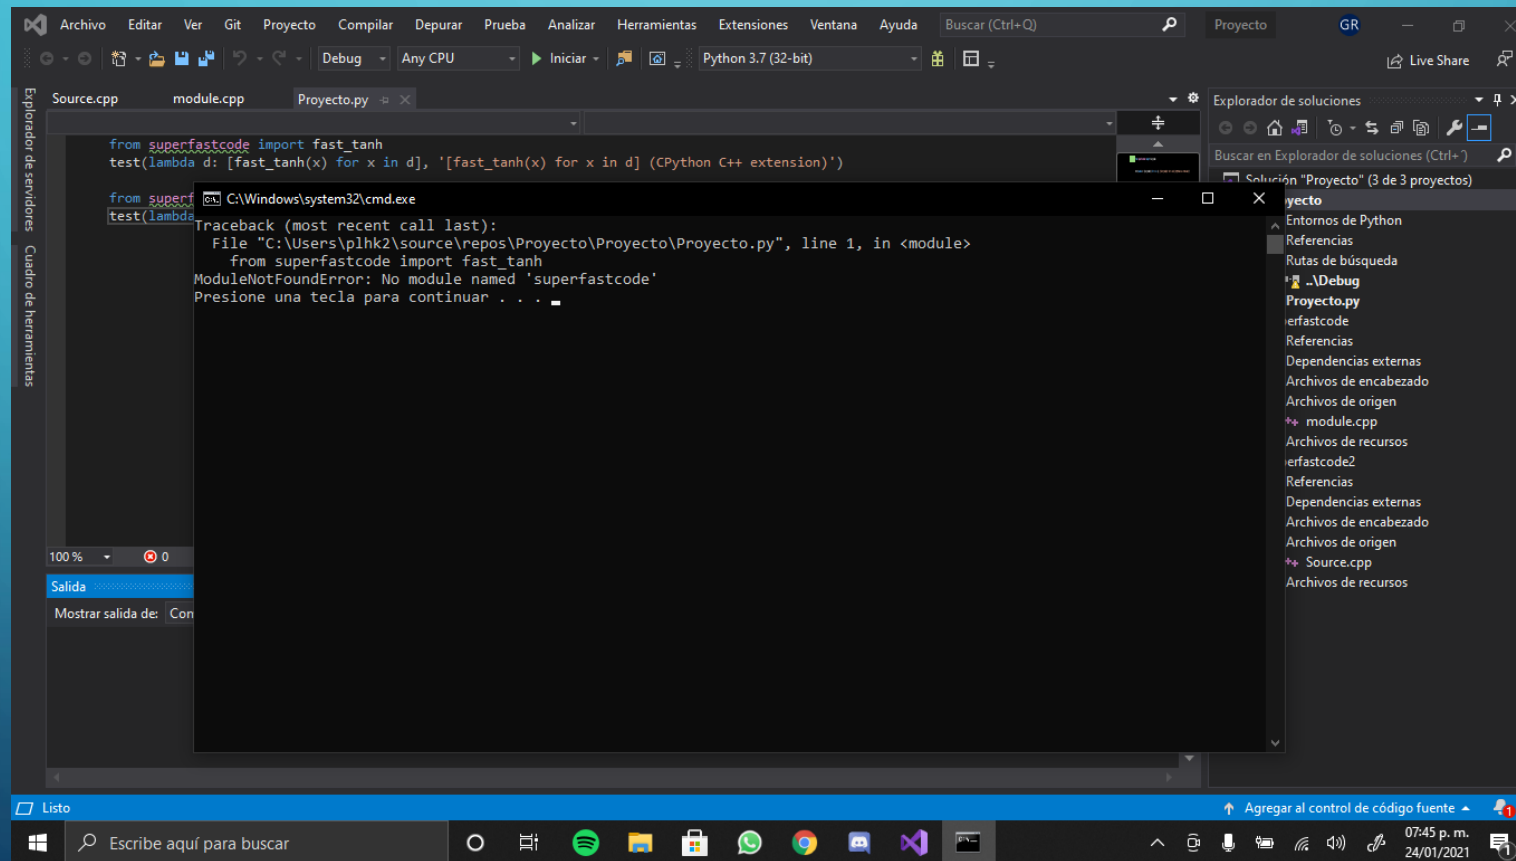 Archivo Editar Ver Git Proyecto Compilar Depurar Prueba Analizar Herramientas Extensiones Ventana Ayuda Buscar (Ctrl+Q) Proyecto GR
Debug Any CPU Iniciar Python 3.7 (32-bit) Live Share
Explorador de servidores
Cuadro de herramientas
Source.cpp module.cpp Proyecto.py
from superfastcode import fast_tanh
test(lambda d: [fast_tanh(x) for x in d], '[fast_tanh(x) for x in d] (CPython C++ extension)')
from superf
test(lambda
C:\Windows\system32\cmd.exe
Traceback (most recent call last):
File "C:\Users\plhk2\source\repos\Proyecto\Proyecto\Proyecto.py", line 1, in <module>
from superfastcode import fast_tanh
ModuleNotFoundError: No module named 'superfastcode'
Presione una tecla para continuar . . .
100 % 0
Salida
Mostrar salida de: Con
Explorador de soluciones
Buscar en Explorador de soluciones (Ctrl+´)
Solución "Proyecto" (3 de 3 proyectos)
yecto
Entornos de Python
Referencias
Rutas de búsqueda
..\Debug
Proyecto.py
erfastcode
Referencias
Dependencias externas
Archivos de encabezado
Archivos de origen
module.cpp
Archivos de recursos
erfastcode2
Referencias
Dependencias externas
Archivos de encabezado
Archivos de origen
Source.cpp
Archivos de recursos
Listo Agregar al control de código fuente 1
Escribe aquí para buscar
07:45 p. m.
24/01/2021
1